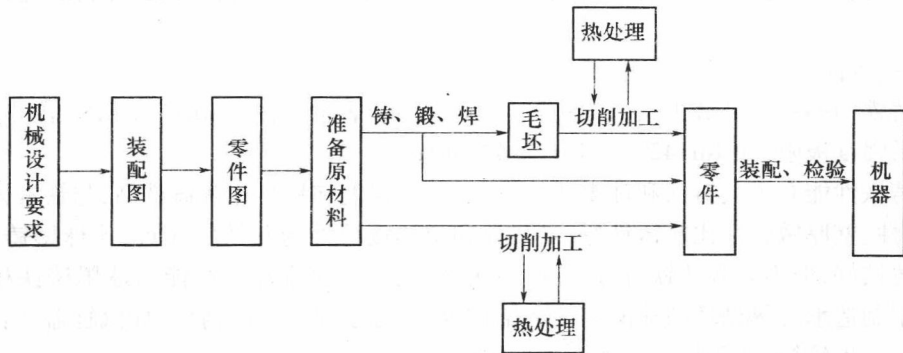 热处理
机械设计要求
装配图
零件图
准备原材料
铸、锻、焊
毛坯
切削加工
零件
装配、检验
机器
切削加工
热处理